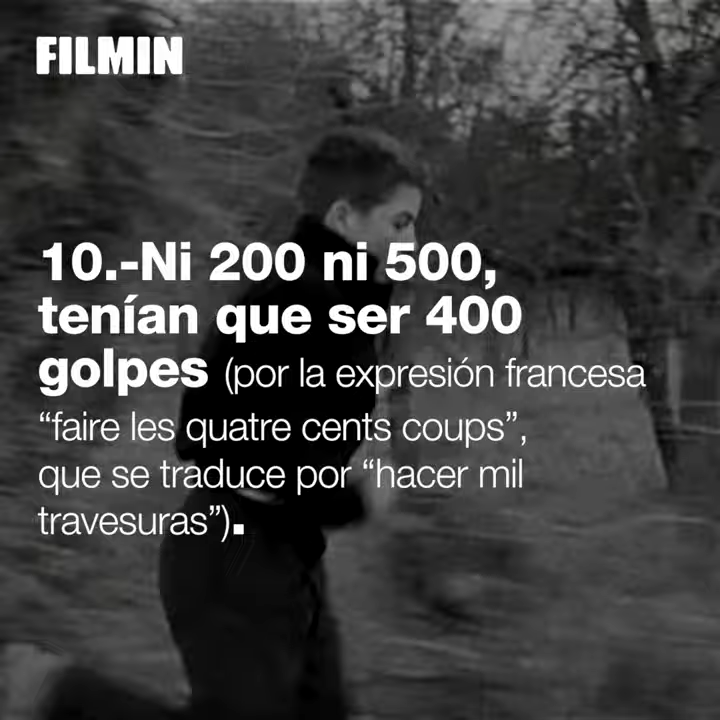 FILMIN
10.-Ni 200 ni 500,
tenían que ser 400
golpes (por la expresión francesa
“faire les quatre cents coups”,
que se traduce por “hacer mil
travesuras”).